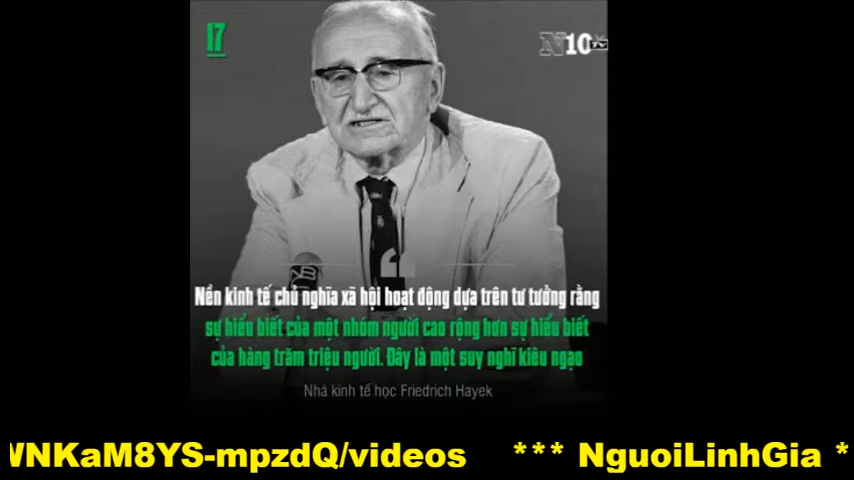 17
N10 TV
Nền kinh tế chủ nghĩa xã hội hoạt động dựa trên tư tưởng rằng
sự hiểu biết của một nhóm người cao rộng hơn sự hiểu biết
của hàng trăm triệu người. Đây là một suy nghĩ kiêu ngạo
Nhà kinh tế học Friedrich Hayek
WNKaM8YS-mpzdQ/videos *** NguoiLinhGia *